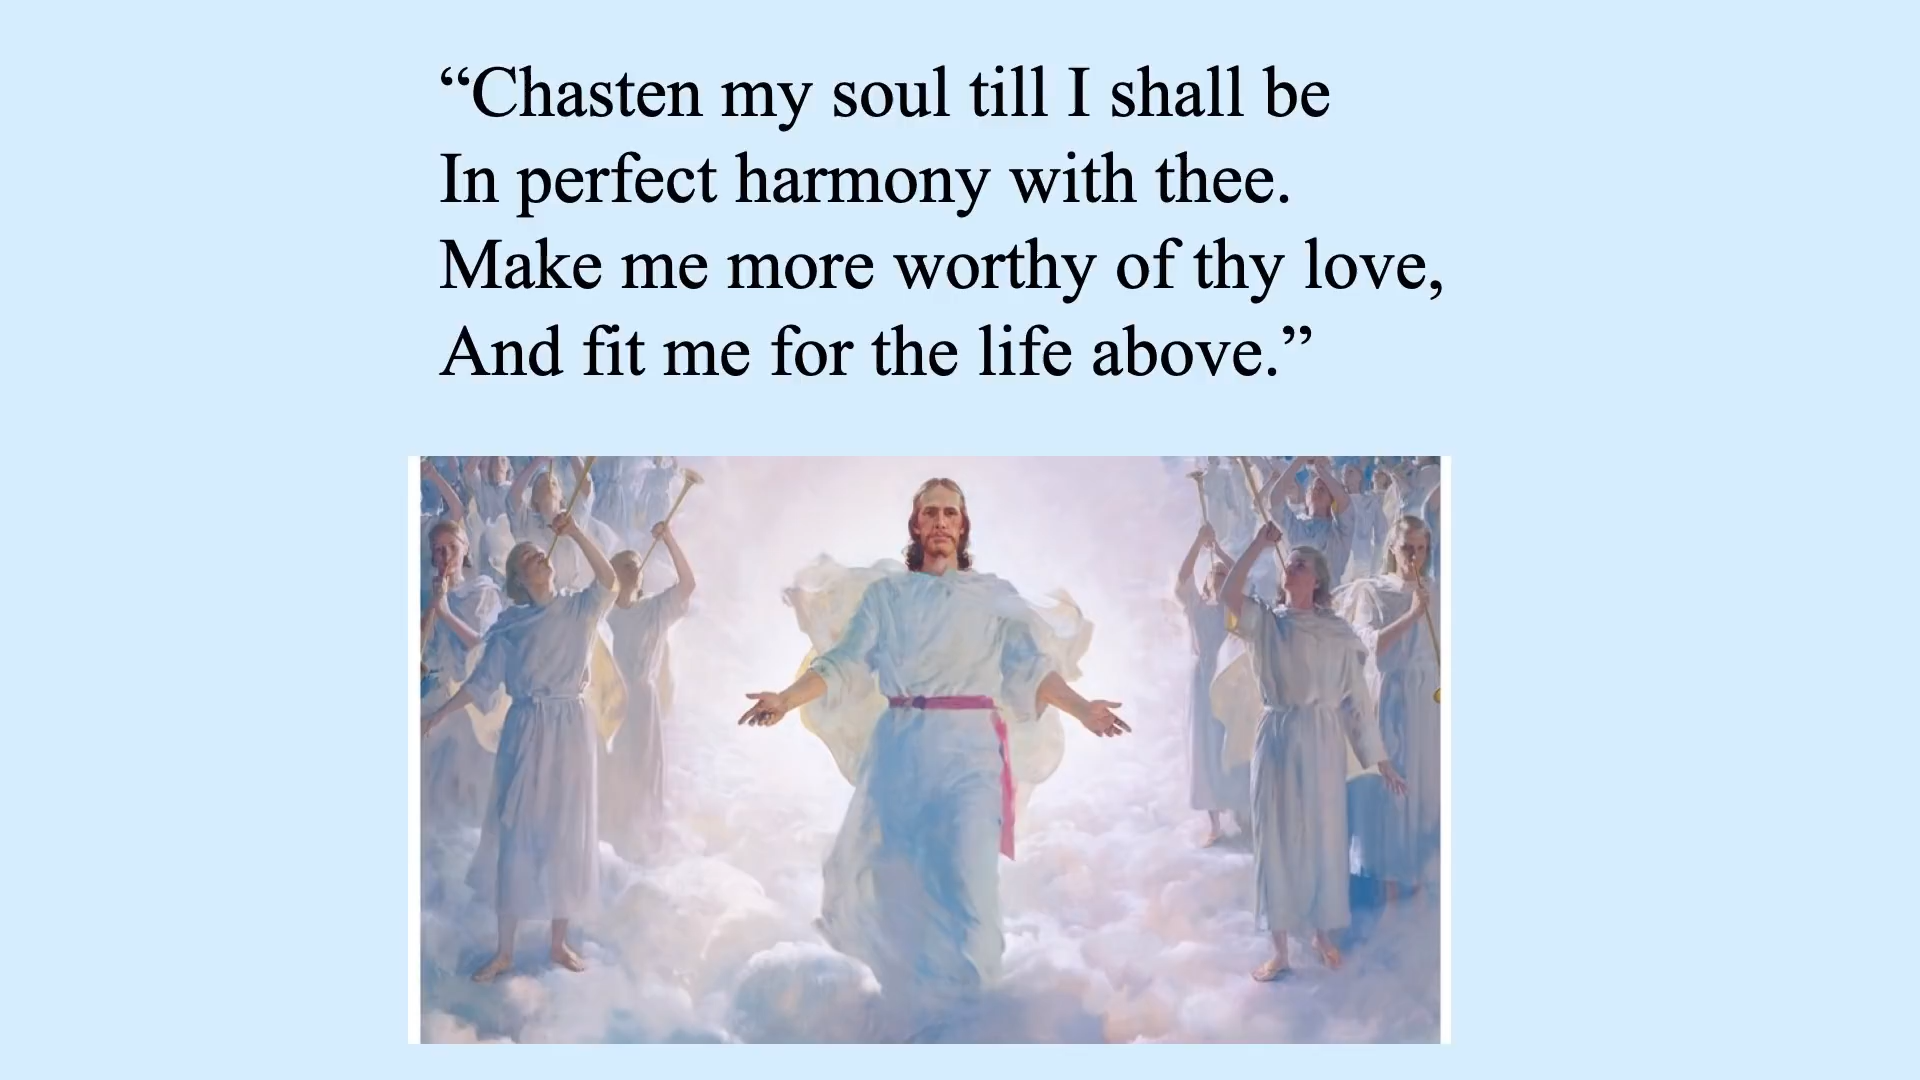 “Chasten my soul till I shall be
In perfect harmony with thee.
Make me more worthy of thy love,
And fit me for the life above.”